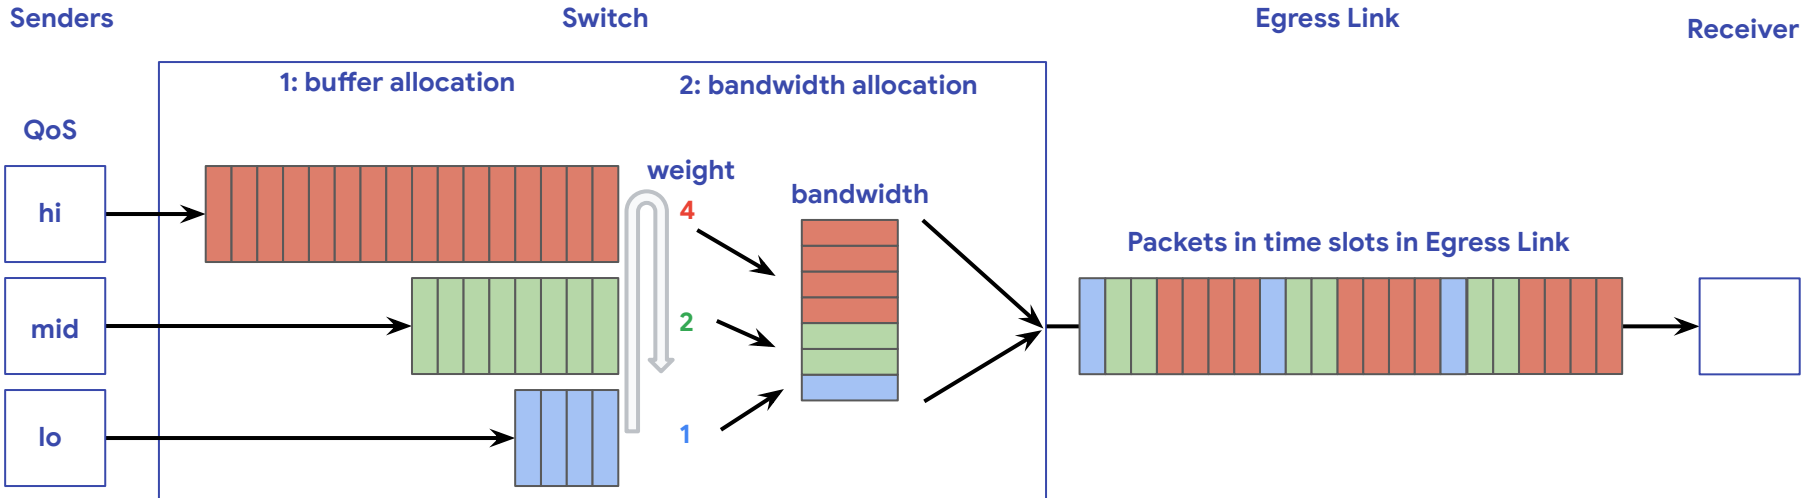 Senders
Switch
Egress Link
Receiver
1: buffer allocation
2: bandwidth allocation
QoS
weight
bandwidth
hi
4
Packets in time slots in Egress Link
mid
2
lo
1